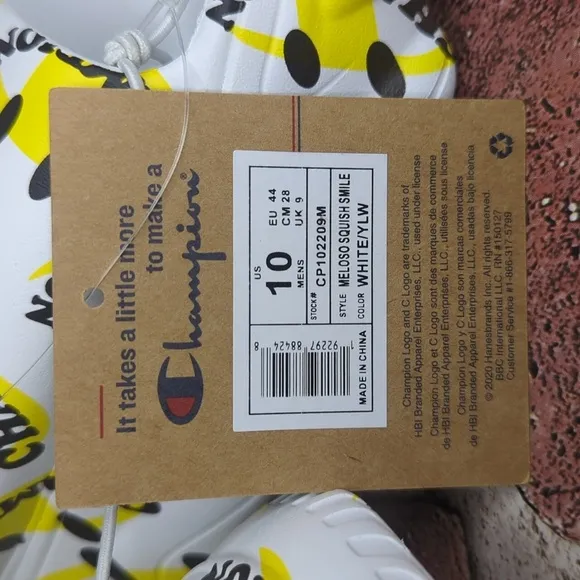 It takes a little more
to make a
Champion®
US
10
MENS
EU 44
CM 28
UK 9
STOCK# CP102209M
STYLE MELOSO SQUISH SMILE
COLOR WHITE/YLW
1 92297 88424 8
MADE IN CHINA
Champion Logo and C Logo are trademarks of
HBI Branded Apparel Enterprises, LLC., used under license
Champion Logo et C Logo sont des marques de commerce
de HBI Branded Apparel Enterprises, LLC., utilisées sous license
Champion Logo y C Logo son marcas comerciales
de HBI Branded Apparel Enterprises, LLC., usadas bajo licencia
© 2020 Hanesbrands Inc. All rights reserved.
BBC International LLC. RN #150127
Customer Service #1-866-317-5799